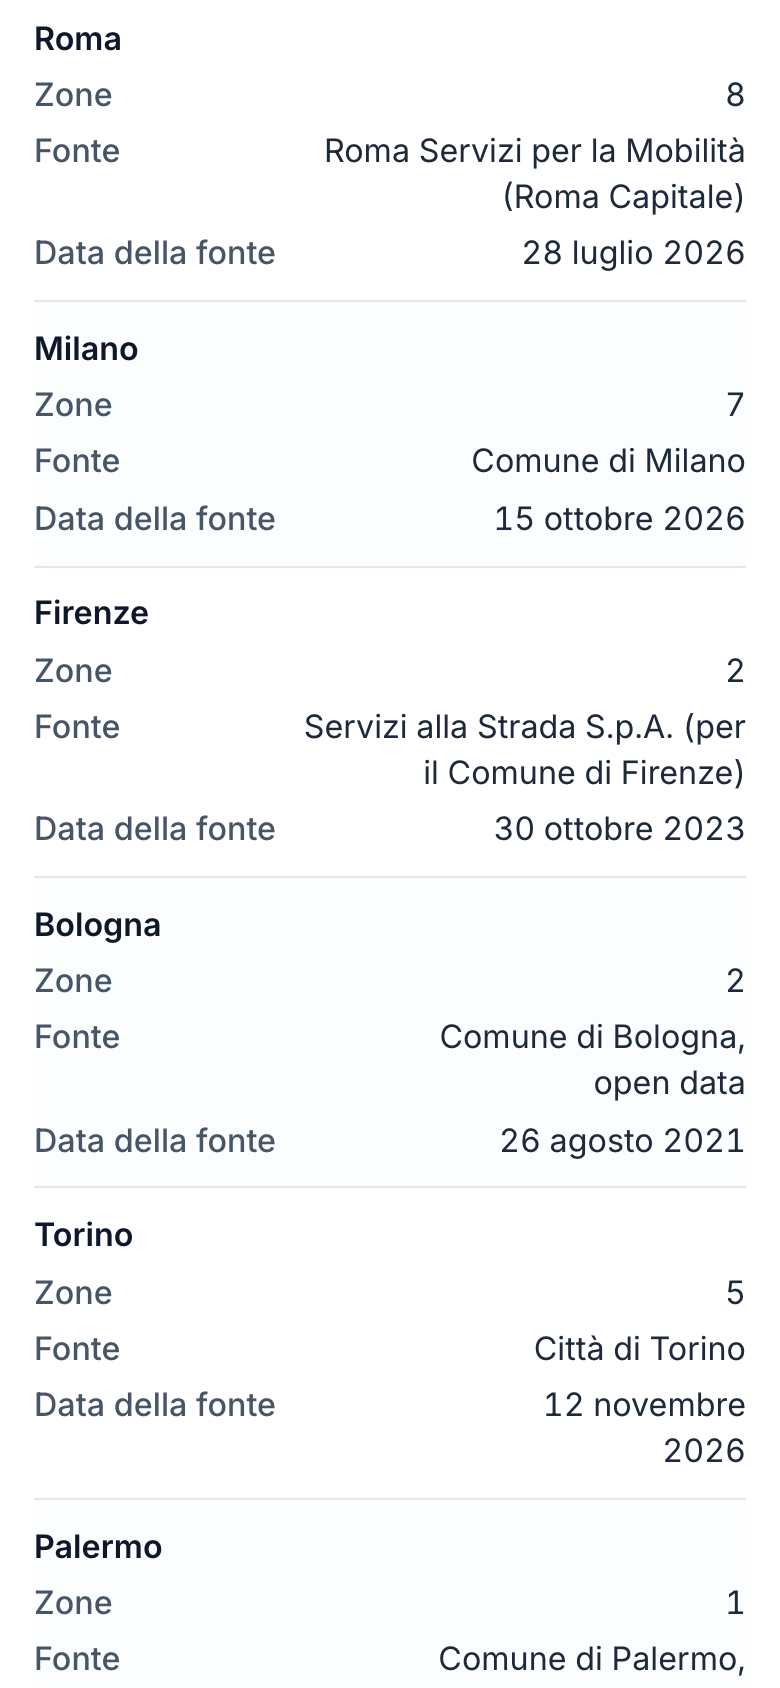 Roma
Zone 8
Fonte Roma Servizi per la Mobilità
(Roma Capitale)
Data della fonte 28 luglio 2026
Milano
Zone 7
Fonte Comune di Milano
Data della fonte 15 ottobre 2026
Firenze
Zone 2
Fonte Servizi alla Strada S.p.A. (per
il Comune di Firenze)
Data della fonte 30 ottobre 2023
Bologna
Zone 2
Fonte Comune di Bologna,
open data
Data della fonte 26 agosto 2021
Torino
Zone 5
Fonte Città di Torino
Data della fonte 12 novembre
2026
Palermo
Zone 1
Fonte Comune di Palermo,